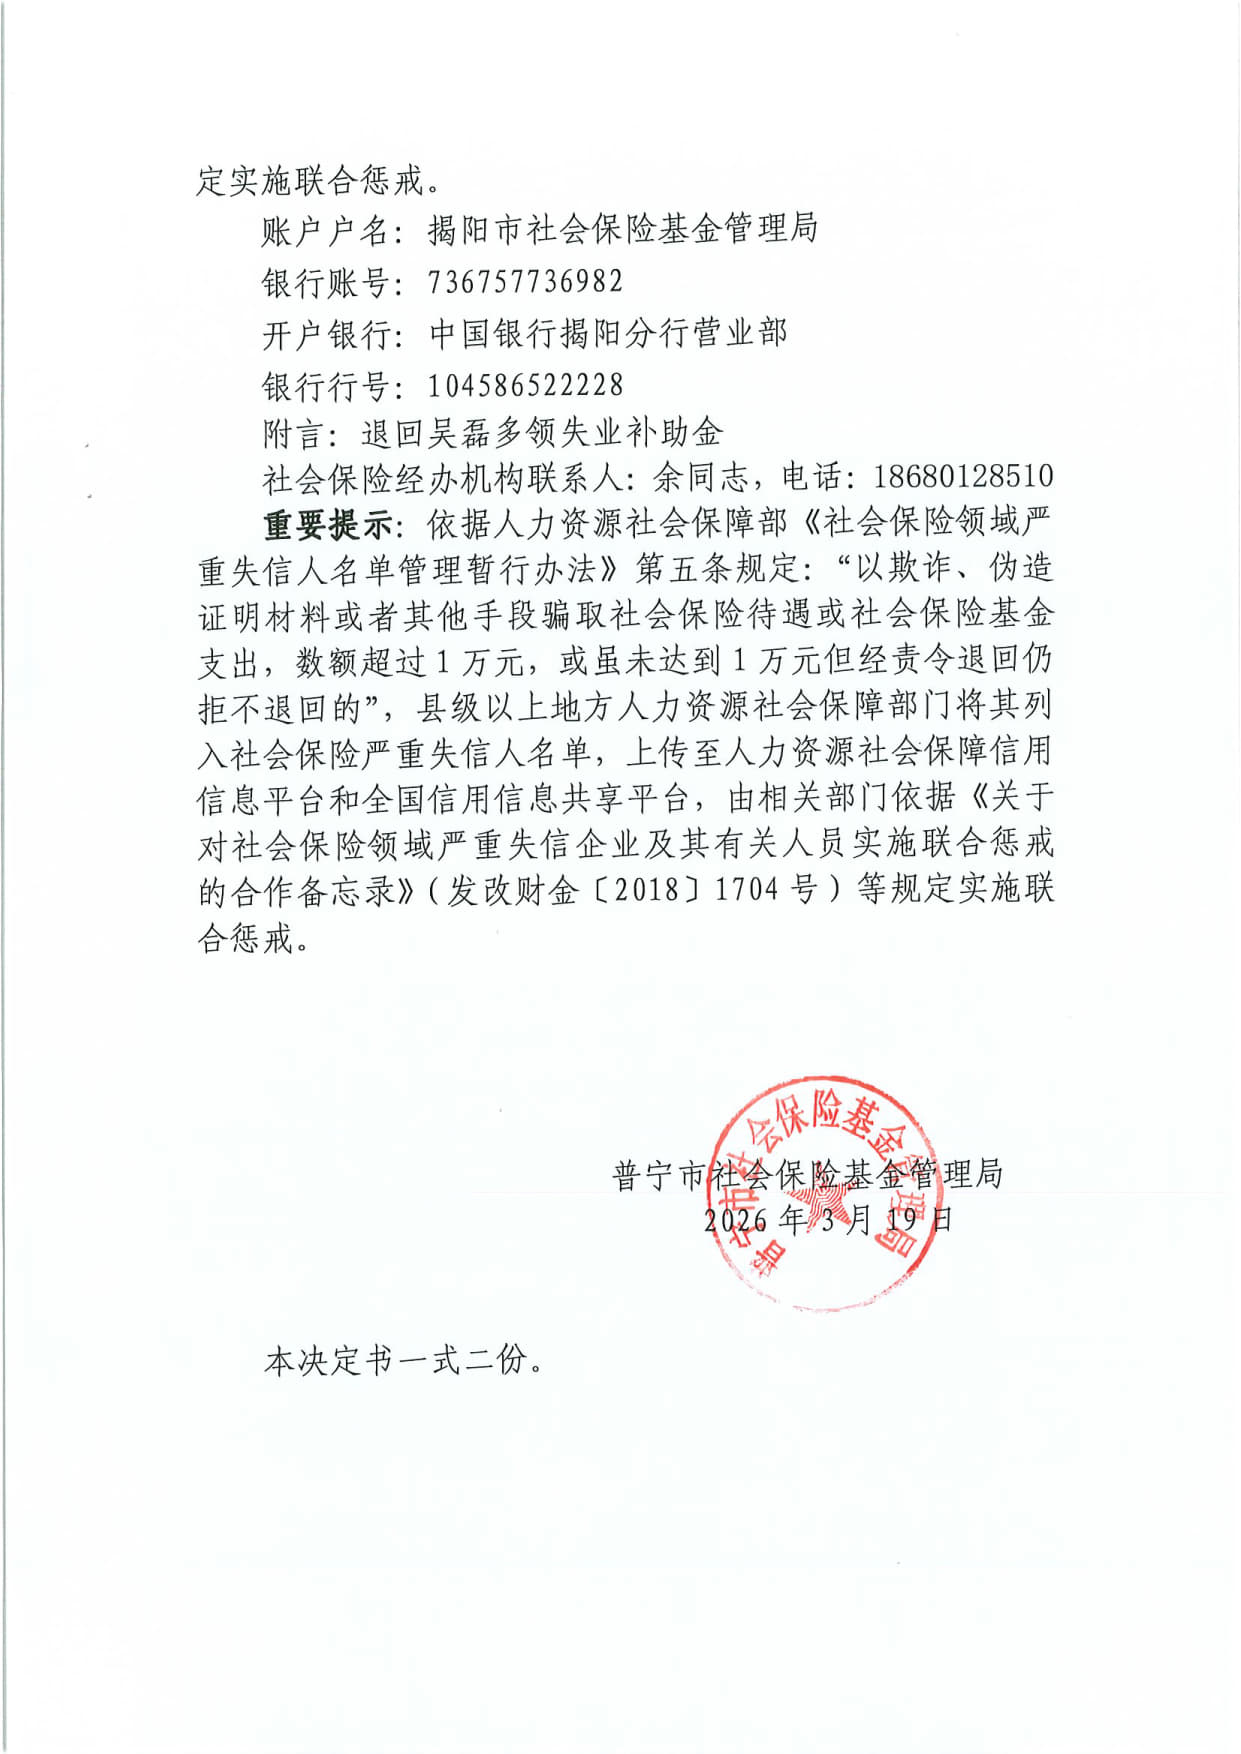 定实施联合惩戒。
账户户名：揭阳市社会保险基金管理局
银行账号：736757736982
开户银行：中国银行揭阳分行营业部
银行行号：104586522228
附言：退回吴磊多领失业补助金
社会保险经办机构联系人：余同志，电话：18680128510
重要提示：依据人力资源社会保障部《社会保险领域严
重失信人名单管理暂行办法》第五条规定：“以欺诈、伪造
证明材料或者其他手段骗取社会保险待遇或社会保险基金
支出，数额超过1万元，或虽未达到1万元但经责令退回仍
拒不退回的”，县级以上地方人力资源社会保障部门将其列
入社会保险严重失信人名单，上传至人力资源社会保障信用
信息平台和全国信用信息共享平台，由相关部门依据《关于
对社会保险领域严重失信企业及其有关人员实施联合惩戒
的合作备忘录》（发改财金〔2018〕1704号）等规定实施联
合惩戒。
普宁市社会保险基金管理局
普宁市社会保险基金管理局
2026年3月19日
本决定书一式二份。